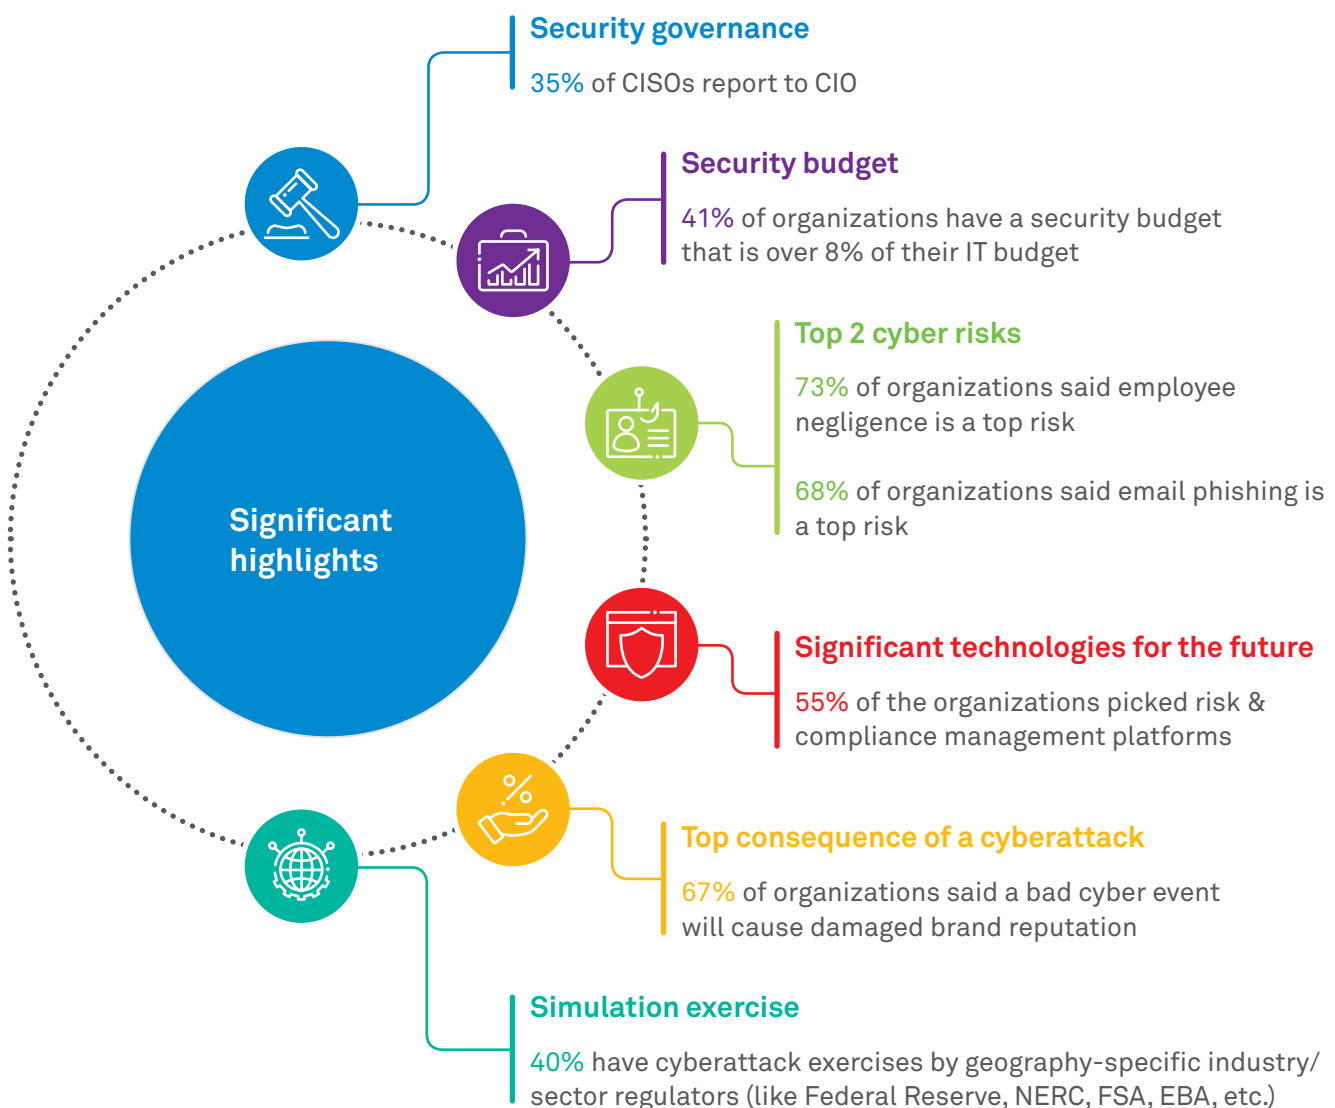 Security governance
35% of CISOs report to CIO
Security budget
41% of organizations have a security budget
that is over 8% of their IT budget
Top 2 cyber risks
73% of organizations said employee
negligence is a top risk
68% of organizations said email phishing is
a top risk
Significant
highlights
Significant technologies for the future
55% of the organizations picked risk &
compliance management platforms
Top consequence of a cyberattack
67% of organizations said a bad cyber event
will cause damaged brand reputation
Simulation exercise
40% have cyberattack exercises by geography-specific industry/
sector regulators (like Federal Reserve, NERC, FSA, EBA, etc.)